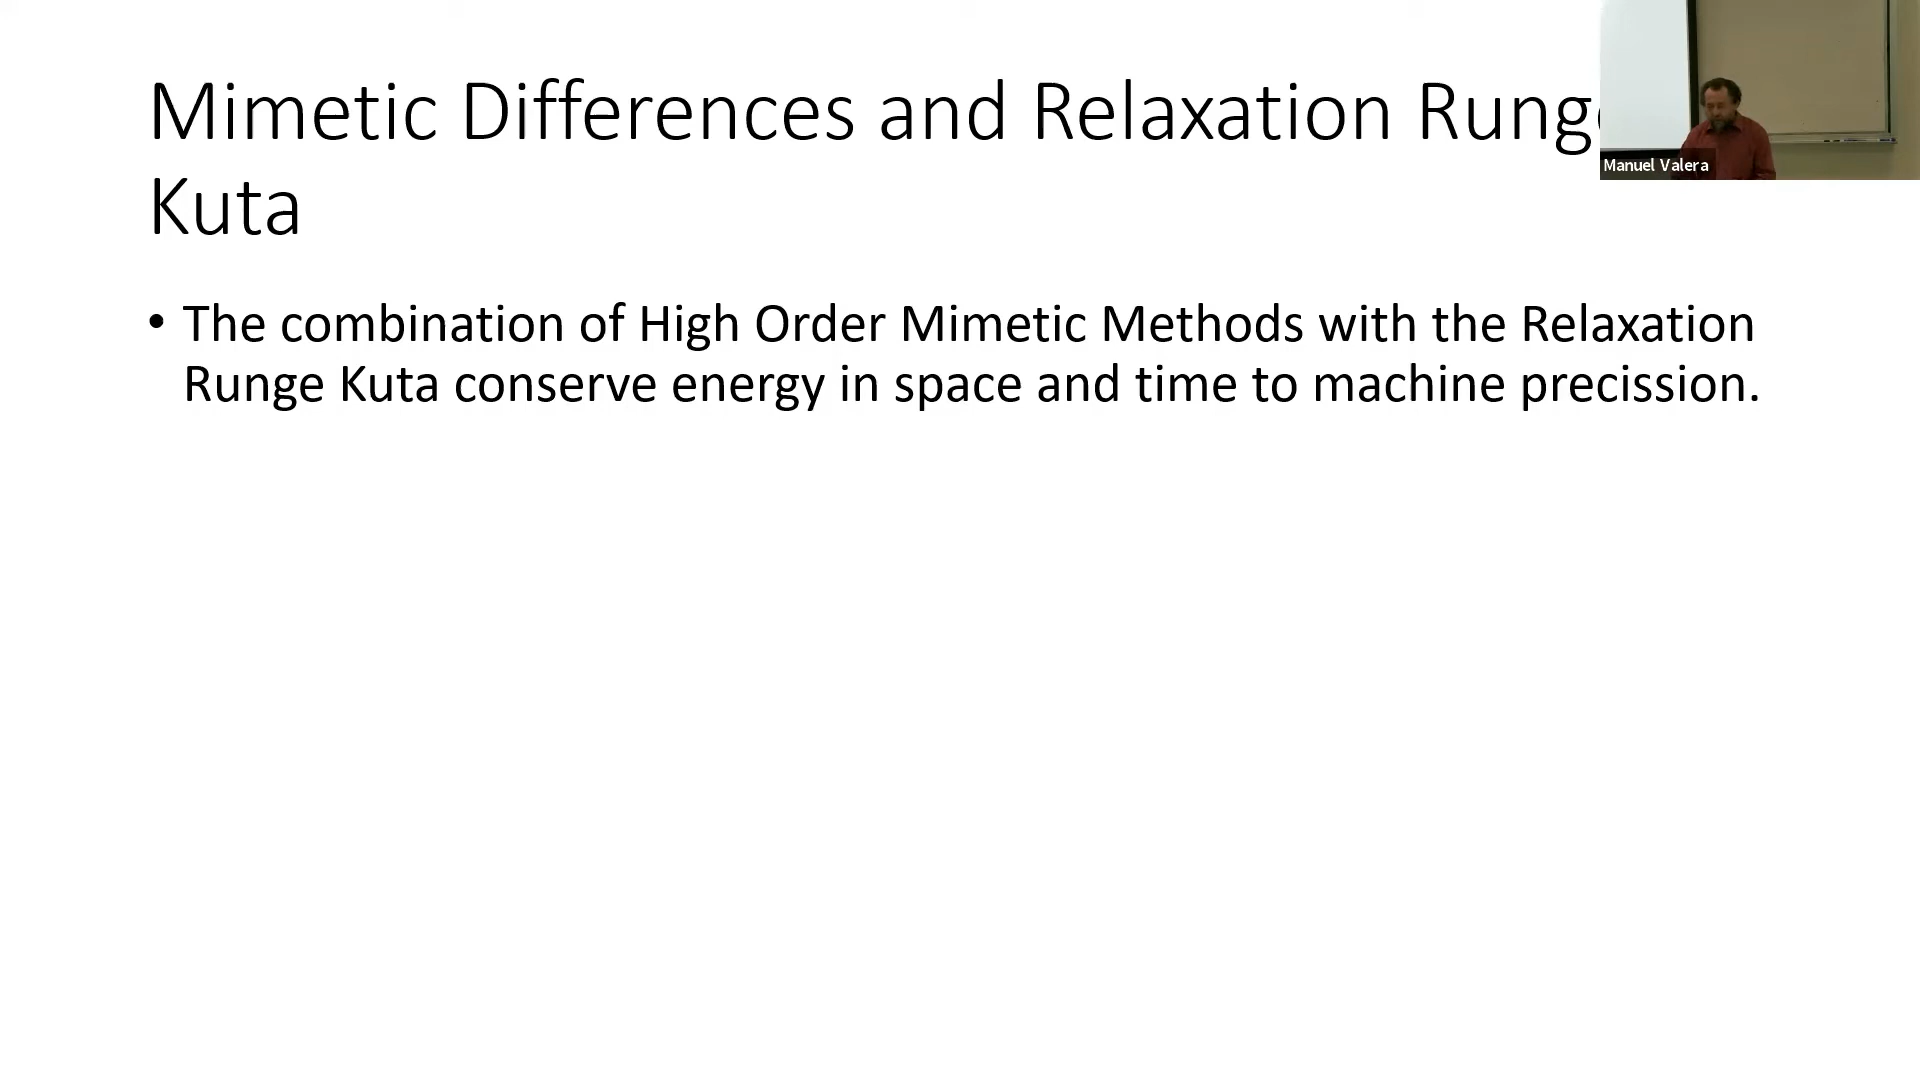 Mimetic Differences and Relaxation Runge
Kuta
Manuel Valera
• The combination of High Order Mimetic Methods with the Relaxation
Runge Kuta conserve energy in space and time to machine precission.